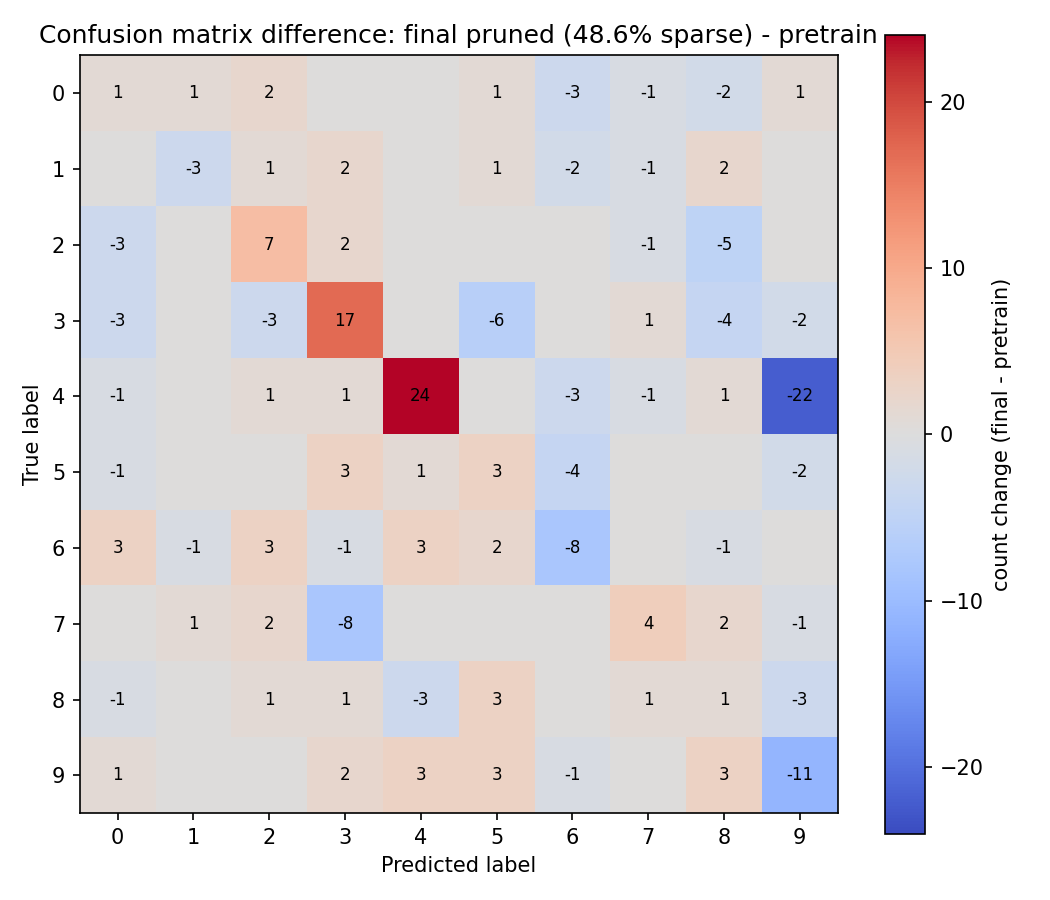 Confusion matrix difference: final pruned (48.6% sparse) - pretrain
0 1 1 2 1 -3 -1 -2 1
1 -3 1 2 1 -2 -1 2
2 -3 7 2 -1 -5
3 -3 -3 17 -6 1 -4 -2
4 -1 1 1 24 -3 -1 1 -22
5 -1 3 1 3 -4 -2
6 3 -1 3 -1 3 2 -8 -1
7 1 2 -8 4 2 -1
8 -1 1 1 -3 3 1 1 -3
9 1 2 3 3 -1 3 -11
0 1 2 3 4 5 6 7 8 9
Predicted label
True label
20
10
0
−10
−20
count change (final - pretrain)